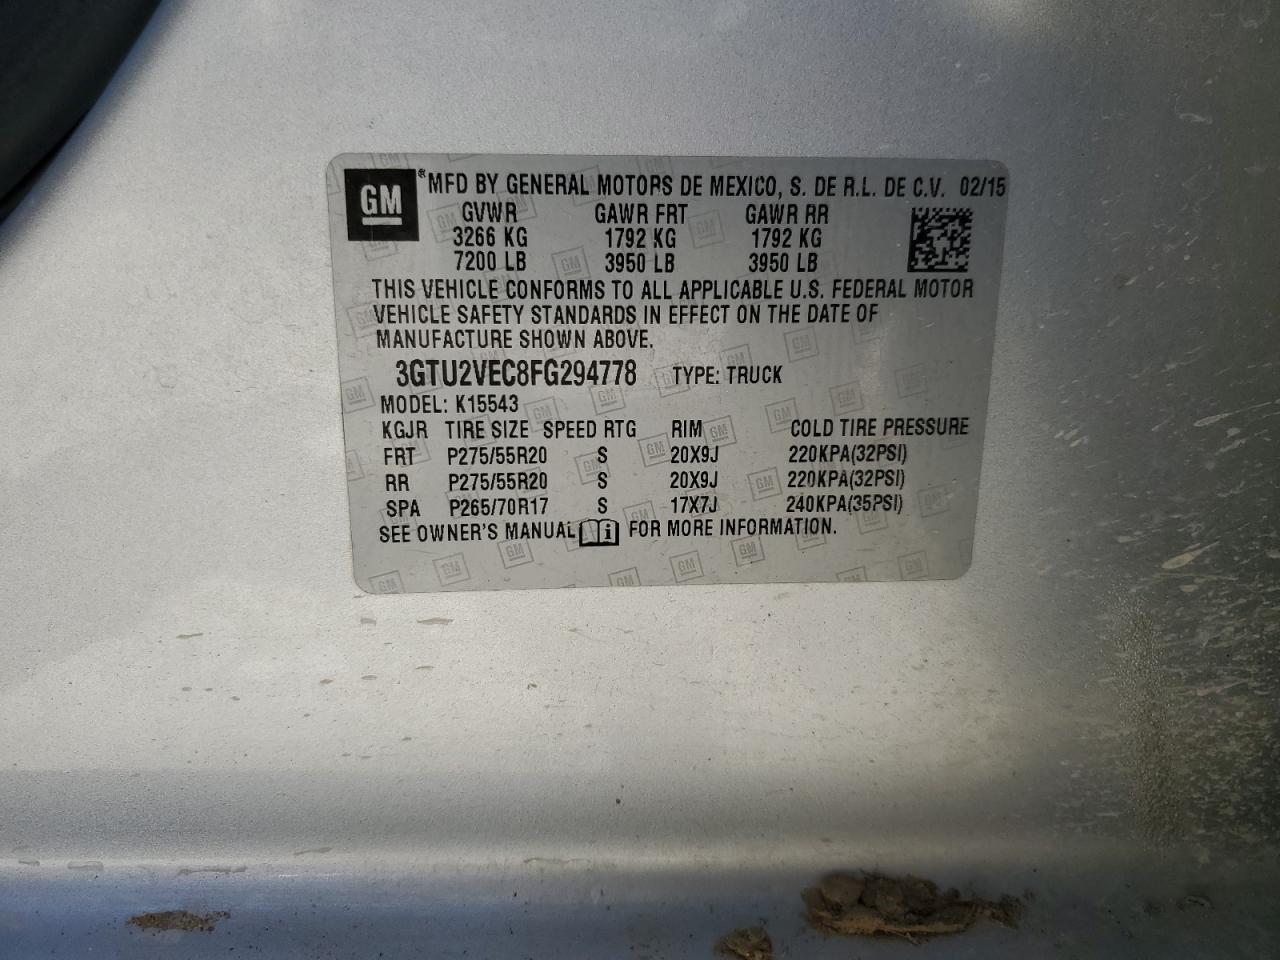 GM *MFD BY GENERAL MOTORS DE MEXICO, S. DE R.L. DE C.V. 02/15
GVWR GAWR FRT GAWR RR
3266 KG 1792 KG 1792 KG
7200 LB 3950 LB 3950 LB
THIS VEHICLE CONFORMS TO ALL APPLICABLE U.S. FEDERAL MOTOR
VEHICLE SAFETY STANDARDS IN EFFECT ON THE DATE OF
MANUFACTURE SHOWN ABOVE.
3GTU2VEC8FG294778 TYPE: TRUCK
MODEL: K15543
KGJR TIRE SIZE SPEED RTG RIM COLD TIRE PRESSURE
FRT P275/55R20 S 20X9J 220KPA(32PSI)
RR P275/55R20 S 20X9J 220KPA(32PSI)
SPA P265/70R17 S 17X7J 240KPA(35PSI)
SEE OWNER'S MANUAL i FOR MORE INFORMATION.